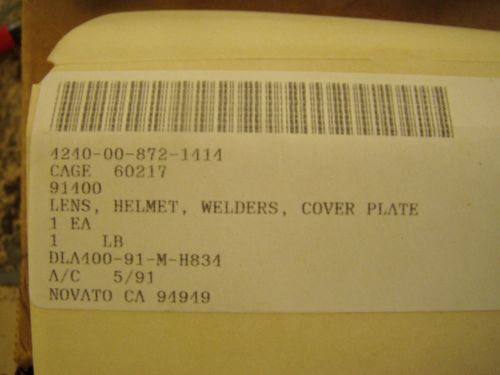 4240-00-872-1414
CAGE 60217
91400
LENS, HELMET, WELDERS, COVER PLATE
1 EA
1 LB
DLA400-91-M-H834
A/C 5/91
NOVATO CA 94949